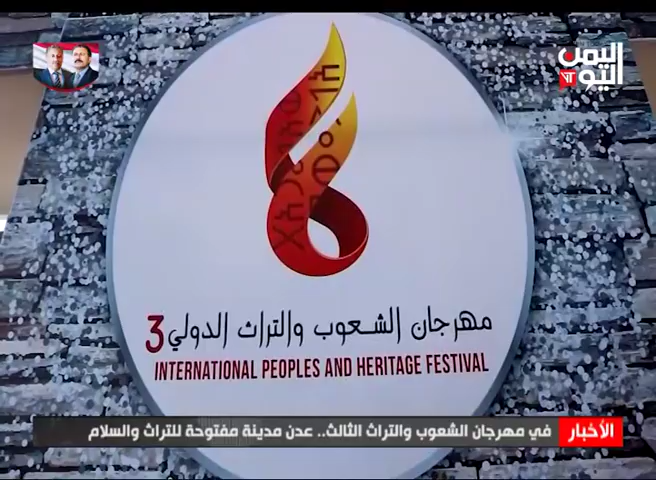 اليمن
اليوم
مهرجان الشعوب والتراث الدولي 3
INTERNATIONAL PEOPLES AND HERITAGE FESTIVAL
الأخبار
في مهرجان الشعوب والتراث الثالث.. عدن مدينة مفتوحة للتراث والسلام